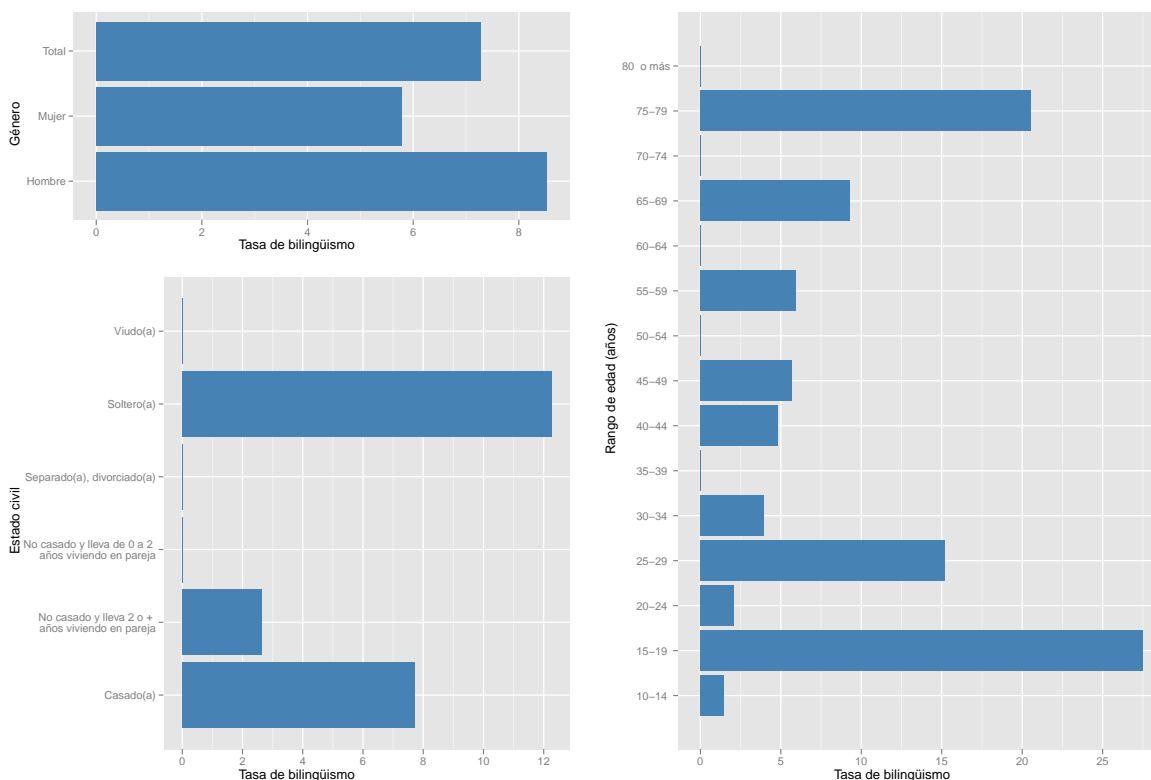 Género
Total
Mujer
Hombre
0 2 4 6 8
Tasa de bilingüismo
Estado civil
Viudo(a)
Soltero(a)
Separado(a), divorciado(a)
No casado y lleva de 0 a 2
años viviendo en pareja
No casado y lleva 2 o +
años viviendo en pareja
Casado(a)
0 2 4 6 8 10 12
Tasa de bilingüismo
Rango de edad (años)
80 o más
75−79
70−74
65−69
60−64
55−59
50−54
45−49
40−44
35−39
30−34
25−29
20−24
15−19
10−14
0 5 10 15 20 25
Tasa de bilingüismo